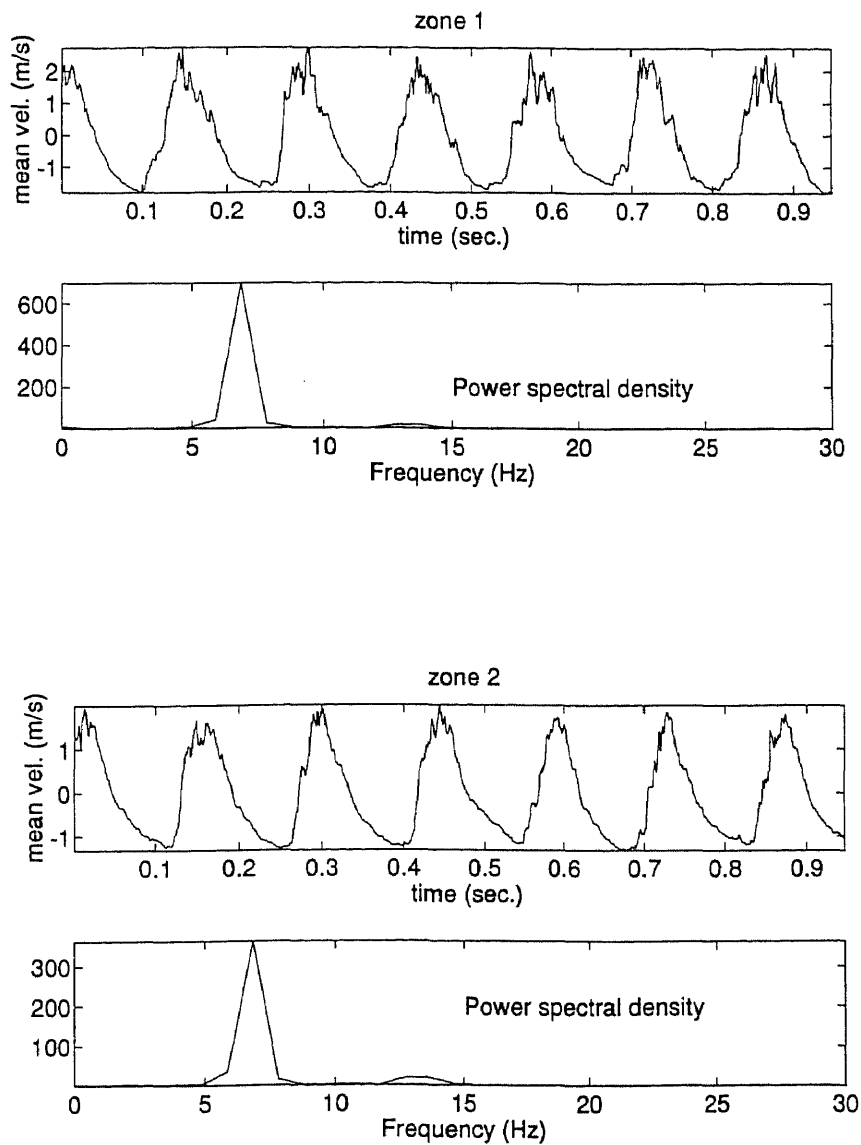 zone 1
mean vel. (m/s)
2
1
0
-1
0.1 0.2 0.3 0.4 0.5 0.6 0.7 0.8 0.9
time (sec.)
600
400
200
Power spectral density
0 5 10 15 20 25 30
Frequency (Hz)
zone 2
mean vel. (m/s)
1
0
-1
0.1 0.2 0.3 0.4 0.5 0.6 0.7 0.8 0.9
time (sec.)
300
200
100
Power spectral density
0 5 10 15 20 25 30
Frequency (Hz)